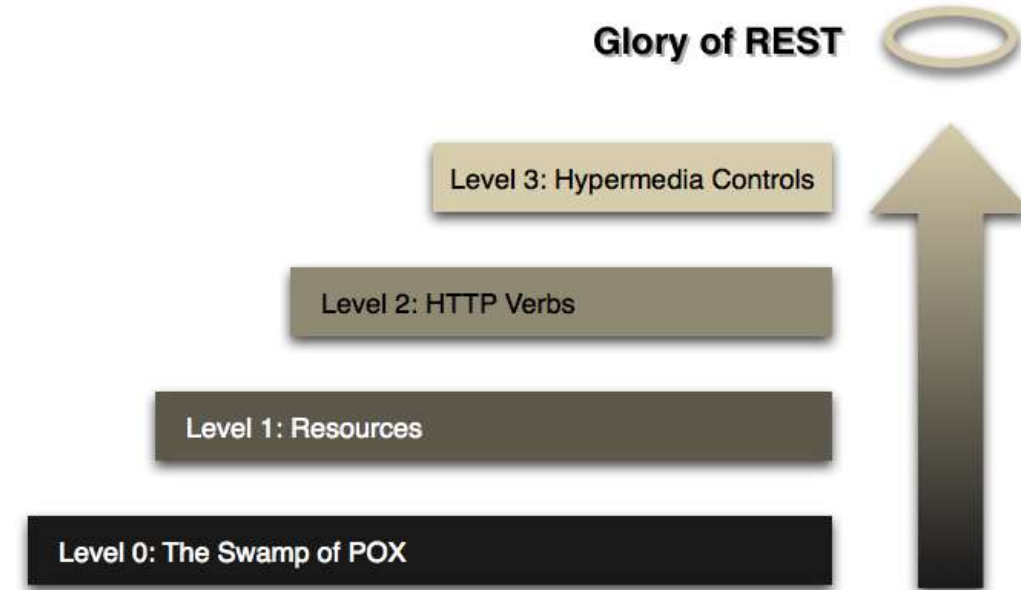 Glory of REST
Level 3: Hypermedia Controls
Level 2: HTTP Verbs
Level 1: Resources
Level 0: The Swamp of POX